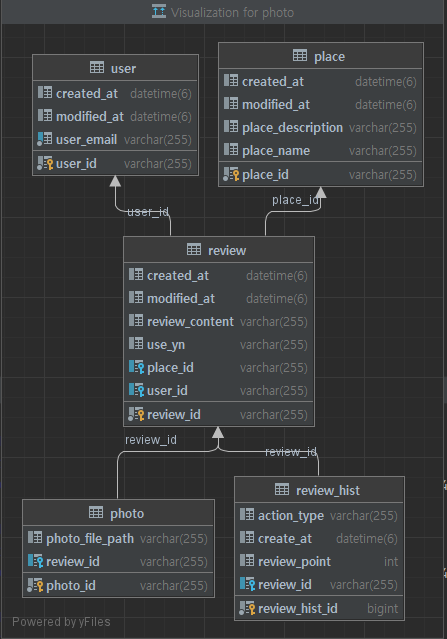 Visualization for photo
user
created_at datetime(6)
modified_at datetime(6)
user_email varchar(255)
user_id varchar(255)
place
created_at datetime(6)
modified_at datetime(6)
place_description varchar(255)
place_name varchar(255)
place_id varchar(255)
user_id
place_id
review
created_at datetime(6)
modified_at datetime(6)
review_content varchar(255)
use_yn varchar(255)
place_id varchar(255)
user_id varchar(255)
review_id varchar(255)
review_id
review_id
photo
photo_file_path varchar(255)
review_id varchar(255)
photo_id varchar(255)
review_hist
action_type varchar(255)
create_at datetime(6)
review_point int
review_id varchar(255)
review_hist_id bigint
Powered by yFiles